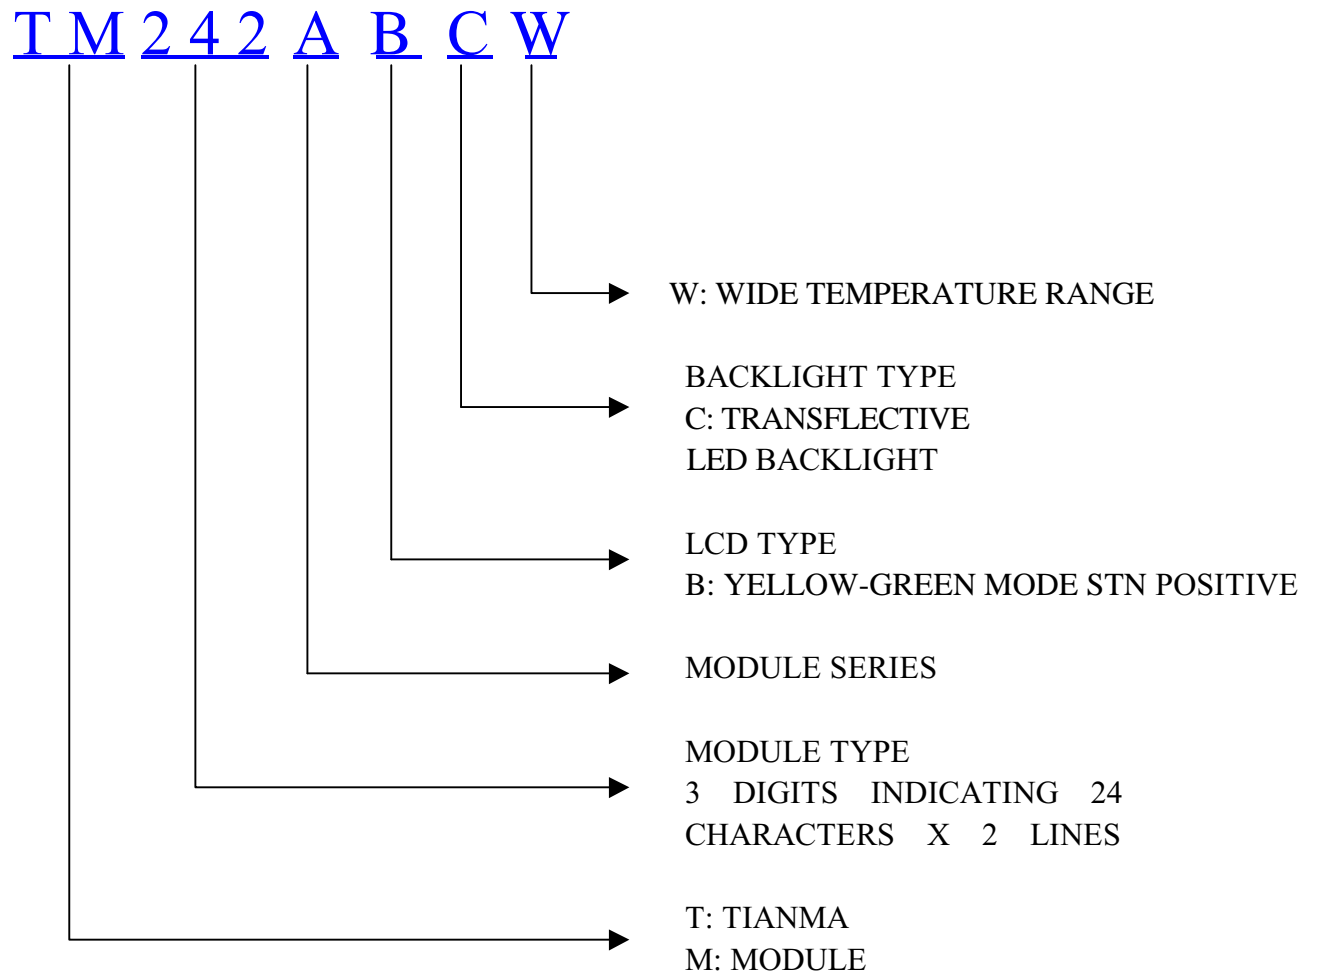 T M 2 4 2 A B C W
W: WIDE TEMPERATURE RANGE
BACKLIGHT TYPE
C: TRANSFLECTIVE
LED BACKLIGHT
LCD TYPE
B: YELLOW-GREEN MODE STN POSITIVE
MODULE SERIES
MODULE TYPE
3 DIGITS INDICATING 24
CHARACTERS X 2 LINES
T: TIANMA
M: MODULE